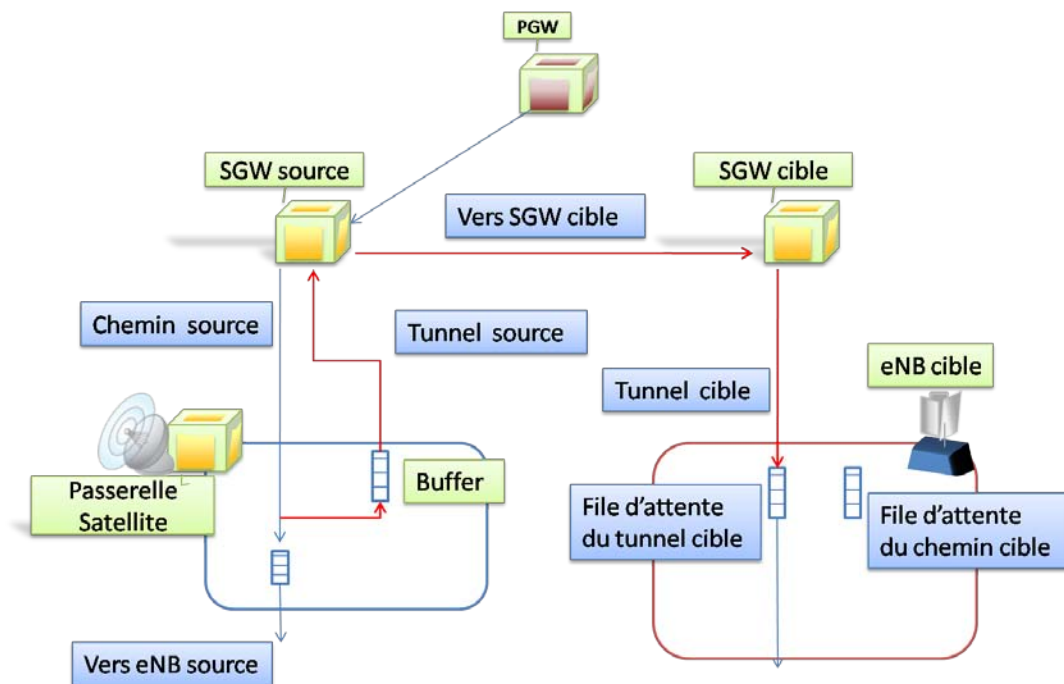 PGW
SGW source
SGW cible
Vers SGW cible
Chemin source
Tunnel source
eNB cible
Tunnel cible
Passerelle
Satellite
Buffer
File d'attente
du tunnel cible
File d'attente
du chemin cible
Vers eNB source